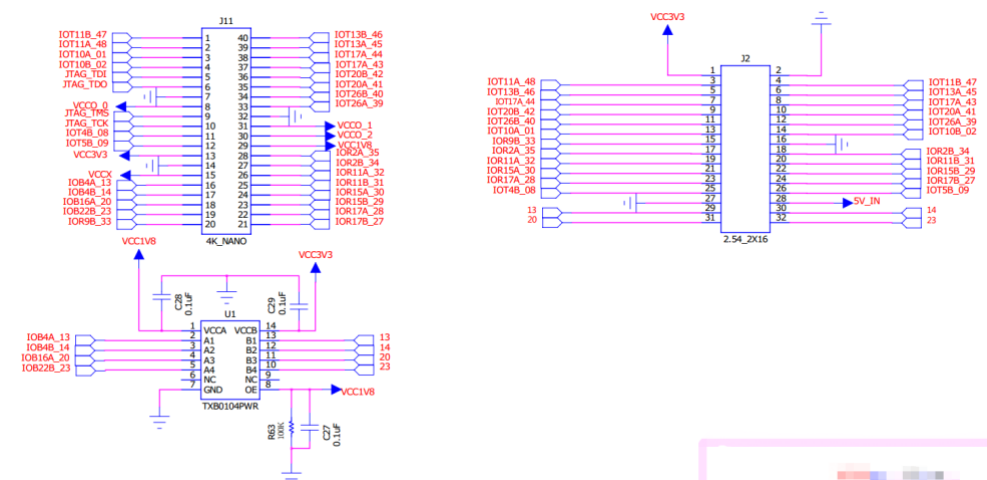 J11
IOT11B_47 1 40 IOT13B_46
IOT11A_48 2 39 IOT13A_45
IOT10A_01 3 38 IOT17A_44
IOT10B_02 4 37 IOT17A_43
JTAG_TDI 5 36 IOT20B_42
JTAG_TDO 6 35 IOT20A_41
7 34 IOT26B_40
VCCO_0 8 33 IOT26A_39
JTAG_TMS 9 32
JTAG_TCK 10 31 VCCO_1
IOT4B_08 11 30 VCCO_2
IOT5B_09 12 29 VCC1V8
VCC3V3 13 28 IOR2A_35
14 27 IOR2B_34
VCCX 15 26 IOR11A_32
IOB4A_13 16 25 IOR11B_31
IOB4B_14 17 24 IOR15A_30
IOB16A_20 18 23 IOR15B_29
IOB22B_23 19 22 IOR17A_28
IOR9B_33 20 21 IOR17B_27
4K_NANO
VCC3V3
J2
1 2
IOT11A_48 3 4 IOT11B_47
IOT13B_46 5 6 IOT13A_45
IOT17A_44 7 8 IOT17A_43
IOT20B_42 9 10 IOT20A_41
IOT26B_40 11 12 IOT26A_39
IOT10A_01 13 14 IOT10B_02
IOR9B_33 15 16
IOR2A_35 17 18 IOR2B_34
IOR11A_32 19 20 IOR11B_31
IOR15A_30 21 22 IOR15B_29
IOR17A_28 23 24 IOR17B_27
IOT4B_08 25 26 IOT5B_09
27 28 5V_IN
13 29 30 14
20 31 32 23
2.54_2X16
VCC1V8
VCC3V3
C28
0.1uF
C29
0.1uF
U1
1 VCCA VCCB 14
IOB4A_13 2 A1 B1 13 13
IOB4B_14 3 A2 B2 12 14
IOB16A_20 4 A3 B3 11 20
IOB22B_23 5 A4 B4 10 23
6 NC NC 9
7 GND OE 8 VCC1V8
TXB0104PWR
R63
100K
C27
0.1uF